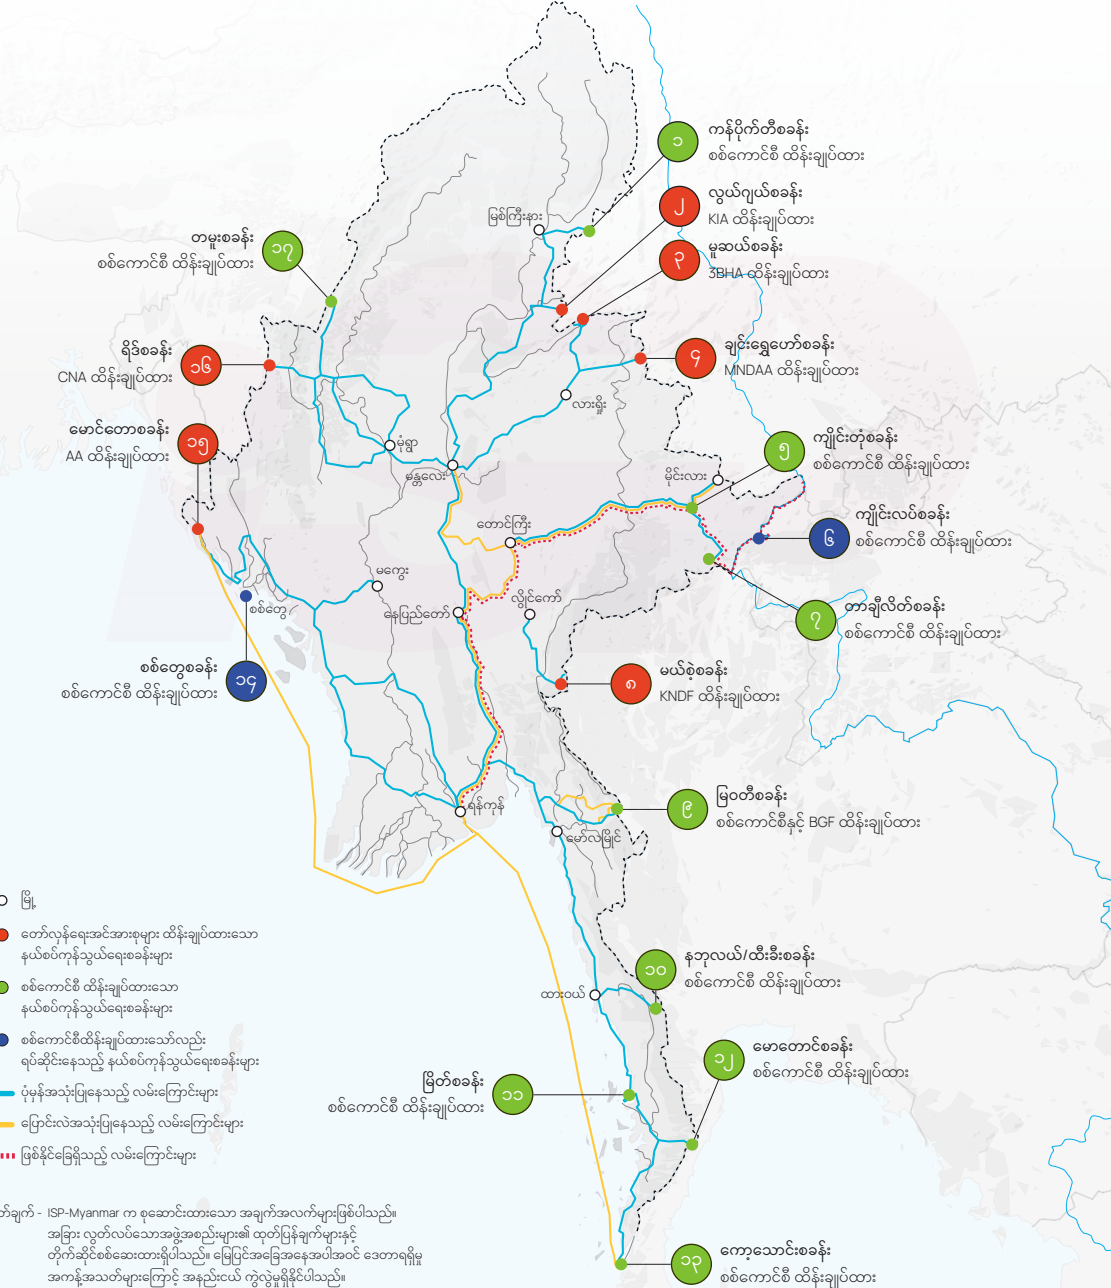 ၁
ကန်ပိုက်တီစခန်း
စစ်ကောင်စီ ထိန်းချုပ်ထား
၂
လွယ်ဂျယ်စခန်း
KIA ထိန်းချုပ်ထား
၃
မူဆယ်စခန်း
3BHA ထိန်းချုပ်ထား
၄
ချင်းရွှေဟော်စခန်း
MNDAA ထိန်းချုပ်ထား
၅
ကျိုင်းတုံစခန်း
စစ်ကောင်စီ ထိန်းချုပ်ထား
၆
ကျိုင်းလပ်စခန်း
စစ်ကောင်စီ ထိန်းချုပ်ထား
၇
တာချီလိတ်စခန်း
စစ်ကောင်စီ ထိန်းချုပ်ထား
၈
မယ်စဲ့စခန်း
KNDF ထိန်းချုပ်ထား
၉
မြဝတီစခန်း
စစ်ကောင်စီနှင့် BGF ထိန်းချုပ်ထား
၁၀
နဘုလယ်/ထီးခီးစခန်း
စစ်ကောင်စီ ထိန်းချုပ်ထား
၁၂
မောတောင်စခန်း
စစ်ကောင်စီ ထိန်းချုပ်ထား
၁၁
မြိတ်စခန်း
စစ်ကောင်စီ ထိန်းချုပ်ထား
၁၃
ကော့သောင်းစခန်း
စစ်ကောင်စီ ထိန်းချုပ်ထား
၁၇
တမူးစခန်း
စစ်ကောင်စီ ထိန်းချုပ်ထား
၁၆
ရိဒ်စခန်း
CNA ထိန်းချုပ်ထား
၁၅
မောင်တောစခန်း
AA ထိန်းချုပ်ထား
၁၄
စစ်တွေစခန်း
စစ်ကောင်စီ ထိန်းချုပ်ထား
မြစ်ကြီးနား
လားရှိုး
မုံရွာ
မန္တလေး
မိုင်းလား
တောင်ကြီး
မကွေး
နေပြည်တော်
လွိုင်ကော်
စစ်တွေ
ရန်ကုန်
မော်လမြိုင်
ထားဝယ်
မြို့
တော်လှန်ရေးအင်အားစုများ ထိန်းချုပ်ထားသော
နယ်စပ်ကုန်သွယ်ရေးစခန်းများ
စစ်ကောင်စီ ထိန်းချုပ်ထားသော
နယ်စပ်ကုန်သွယ်ရေးစခန်းများ
စစ်ကောင်စီထိန်းချုပ်ထားသော်လည်း
ရပ်ဆိုင်းနေသည့် နယ်စပ်ကုန်သွယ်ရေးစခန်းများ
ပုံမှန်အသုံးပြုနေသည့် လမ်းကြောင်းများ
ပြောင်းလဲအသုံးပြုနေသည့် လမ်းကြောင်းများ
ဖြစ်နိုင်ခြေရှိသည့် လမ်းကြောင်းများ
တ်ချက် - ISP-Myanmar က စုဆောင်းထားသော အချက်အလက်များဖြစ်ပါသည်။
အခြား လွတ်လပ်သောအဖွဲ့အစည်းများ၏ ထုတ်ပြန်ချက်များနှင့်
တိုက်ဆိုင်စစ်ဆေးထားရှိပါသည်။ မြေပြင်အခြေအနေအပါအဝင် ဒေတာရရှိမှု
အကန့်အသတ်များကြောင့် အနည်းငယ် ကွဲလွဲမှုရှိနိုင်ပါသည်။